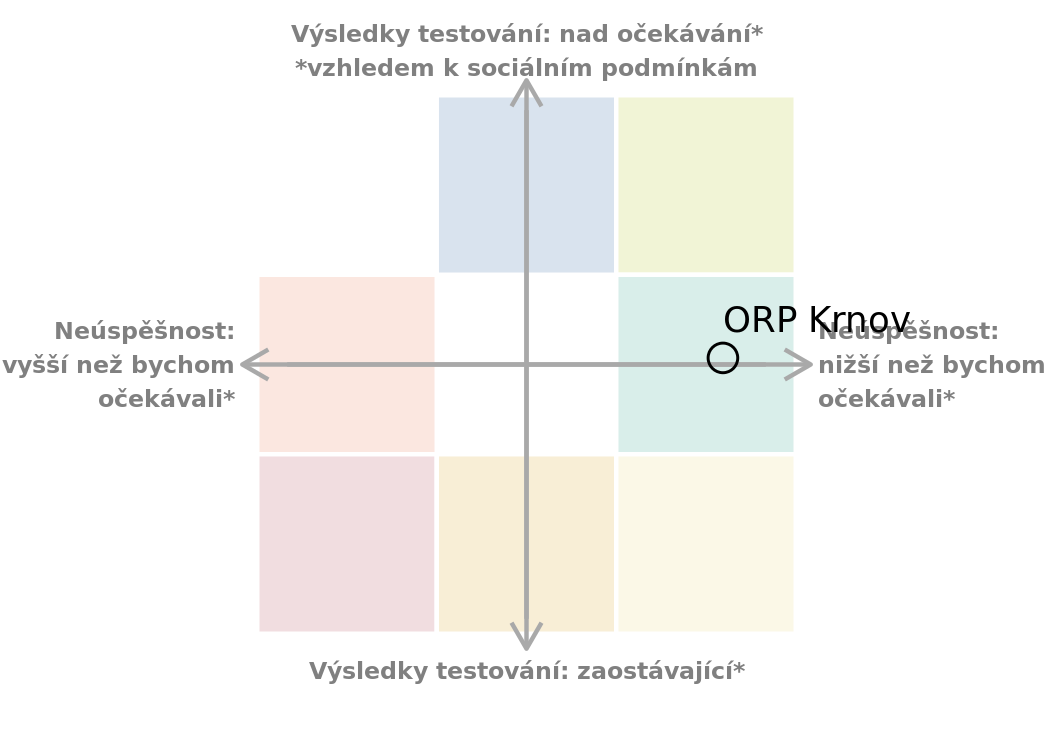 Výsledky testování: nad očekávání*
*vzhledem k sociálním podmínkám
ORP Krnov
Neúspěšnost:
vyšší než bychom
očekávali*
Neúspěšnost:
nižší než bychom
očekávali*
Výsledky testování: zaostávající*